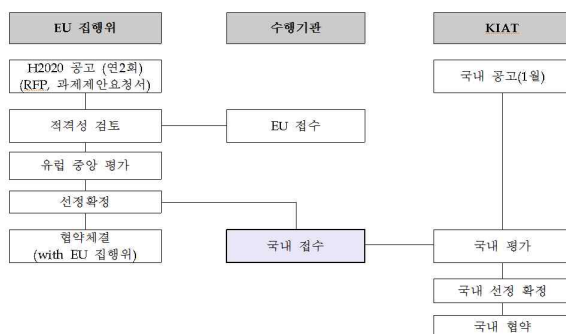 EU 집행위
수행기관
KIAT
H2020 공고 (연2회)
(RFP, 과제제안요청서)
국내 공고(1월)
적격성 검토
EU 접수
유럽 중앙 평가
선정확정
협약체결
(with EU 집행위)
국내 접수
국내 평가
국내 선정 확정
국내 협약